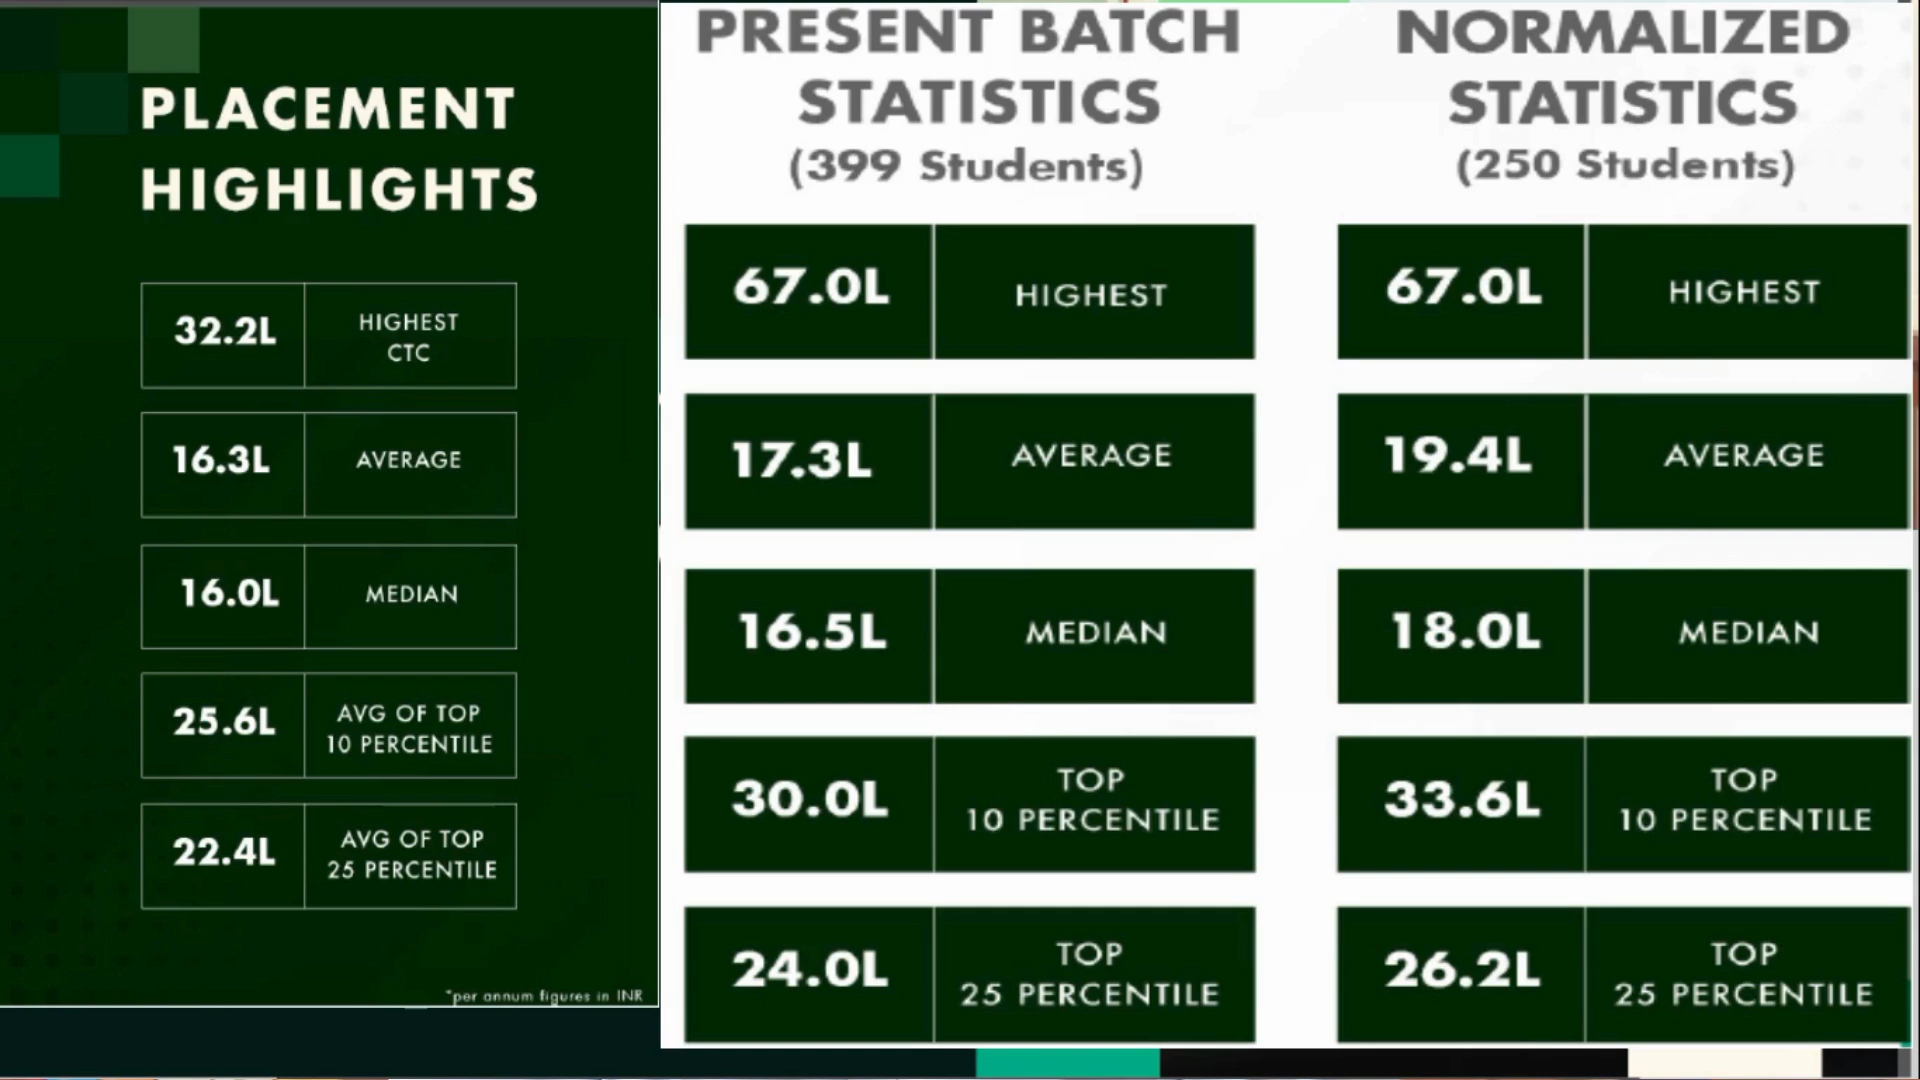 PLACEMENT
HIGHLIGHTS
32.2L
HIGHEST
CTC
16.3L
AVERAGE
16.0L
MEDIAN
25.6L
AVG OF TOP
10 PERCENTILE
22.4L
AVG OF TOP
25 PERCENTILE
*per annum figures in INR
PRESENT BATCH
STATISTICS
(399 Students)
67.0L
HIGHEST
17.3L
AVERAGE
16.5L
MEDIAN
30.0L
TOP
10 PERCENTILE
24.0L
TOP
25 PERCENTILE
NORMALIZED
STATISTICS
(250 Students)
67.0L
HIGHEST
19.4L
AVERAGE
18.0L
MEDIAN
33.6L
TOP
10 PERCENTILE
26.2L
TOP
25 PERCENTILE